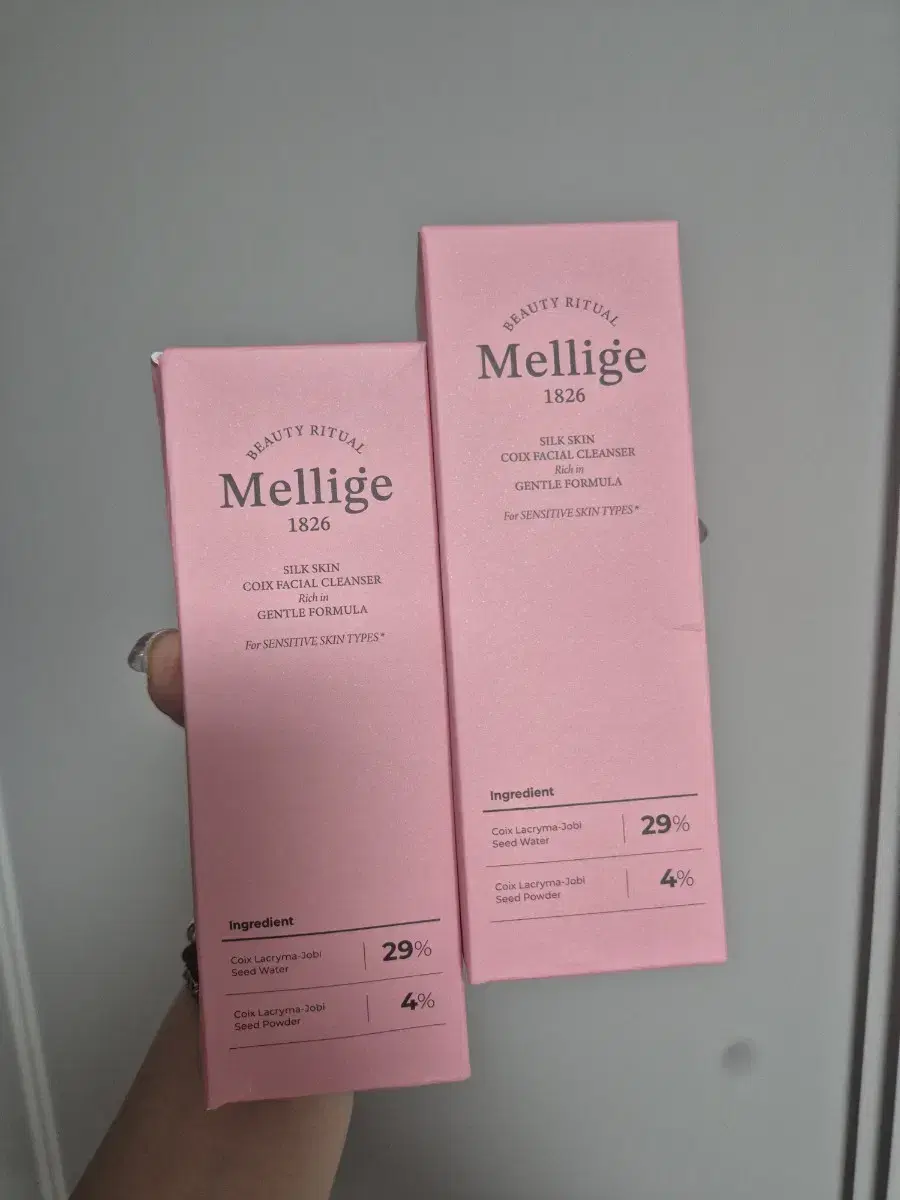 BEAUTY RITUAL
Melliġe
1826
SILK SKIN
COIX FACIAL CLEANSER
Rich in
GENTLE FORMULA
For SENSITIVE SKIN TYPES*
Ingredient
Coix Lacryma-Jobi
Seed Water
29%
Coix Lacryma-Jobi
Seed Powder
4%
BEAUTY RITUAL
Melliġe
1826
SILK SKIN
COIX FACIAL CLEANSER
Rich in
GENTLE FORMULA
For SENSITIVE SKIN TYPES*
Ingredient
Coix Lacryma-Jobi
Seed Water
29%
Coix Lacryma-Jobi
Seed Powder
4%